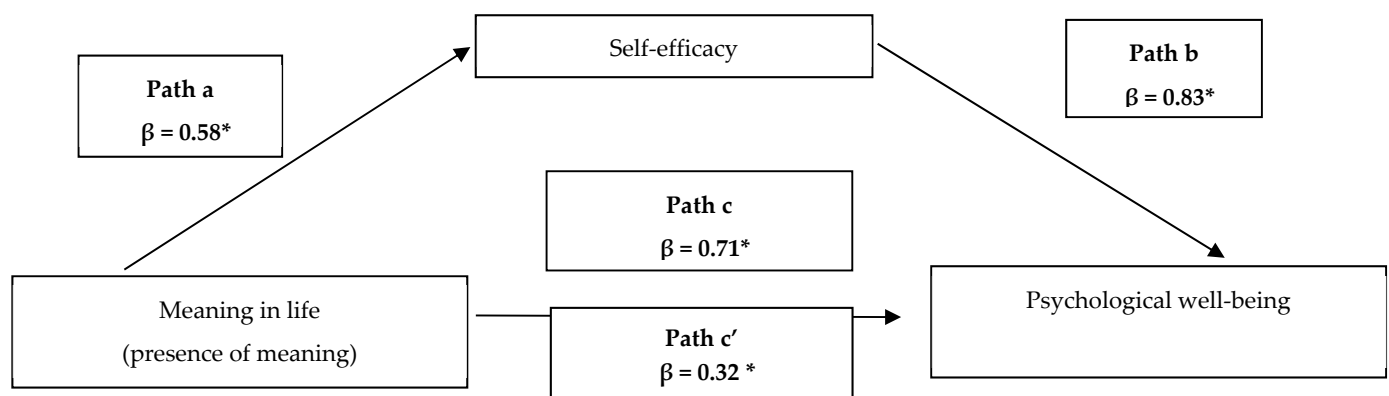 Self-efficacy
Path a
β = 0.58*
Path b
β = 0.83*
Path c
β = 0.71*
Meaning in life
(presence of meaning)
Path c’
β = 0.32 *
Psychological well-being